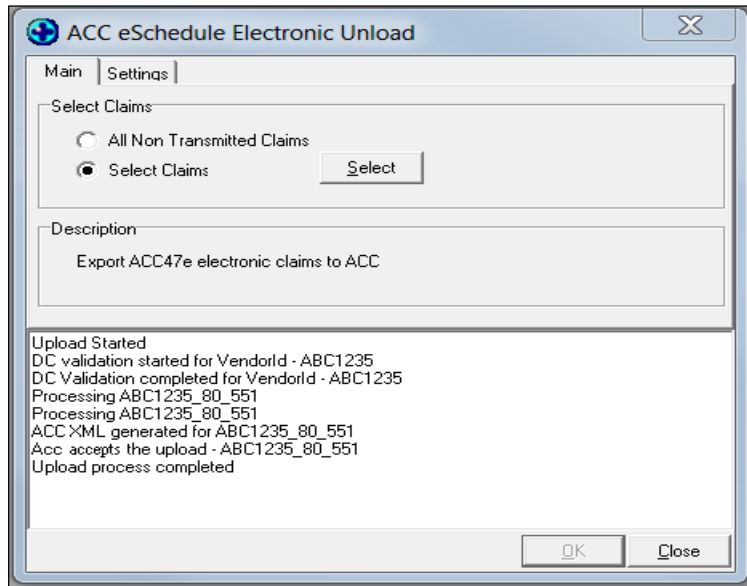 ACC eSchedule Electronic Unload
Main Settings
Select Claims
All Non Transmitted Claims
Select Claims Select
Description
Export ACC47e electronic claims to ACC
Upload Started
DC validation started for VendorId - ABC1235
DC Validation completed for VendorId - ABC1235
Processing ABC1235_80_551
Processing ABC1235_80_551
ACC XML generated for ABC1235_80_551
Acc accepts the upload - ABC1235_80_551
Upload process completed
OK Close